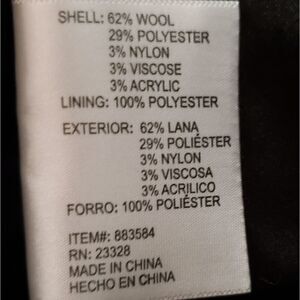 SHELL: 62% WOOL
29% POLYESTER
3% NYLON
3% VISCOSE
3% ACRYLIC
LINING: 100% POLYESTER
EXTERIOR: 62% LANA
29% POLIÉSTER
3% NYLON
3% VISCOSA
3% ACRILICO
FORRO: 100% POLIÉSTER
ITEM#: 883584
RN: 23328
MADE IN CHINA
HECHO EN CHINA